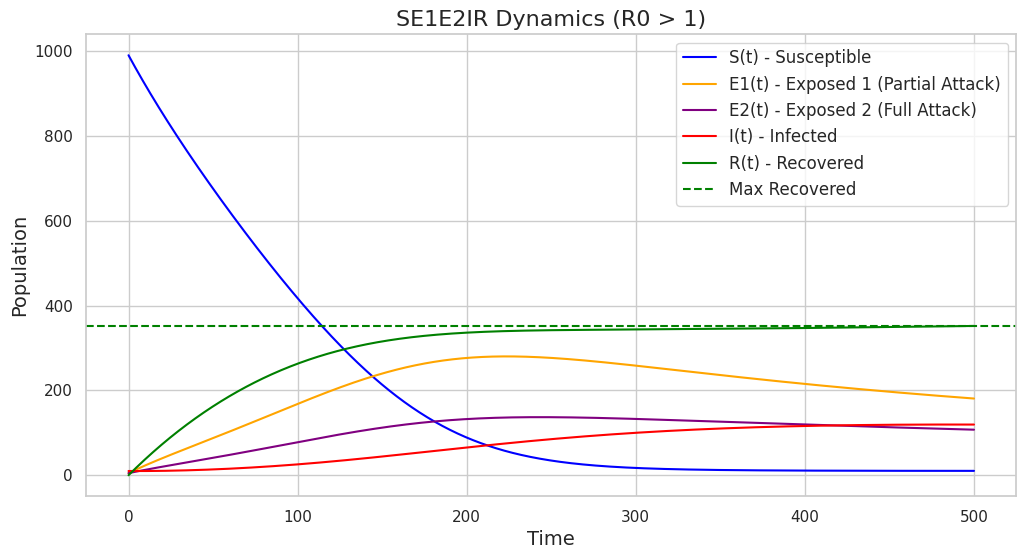 SE1E2IR Dynamics (R0 > 1)
Population
1000
800
600
400
200
0
S(t) - Susceptible
E1(t) - Exposed 1 (Partial Attack)
E2(t) - Exposed 2 (Full Attack)
I(t) - Infected
R(t) - Recovered
Max Recovered
0 100 200 300 400 500
Time